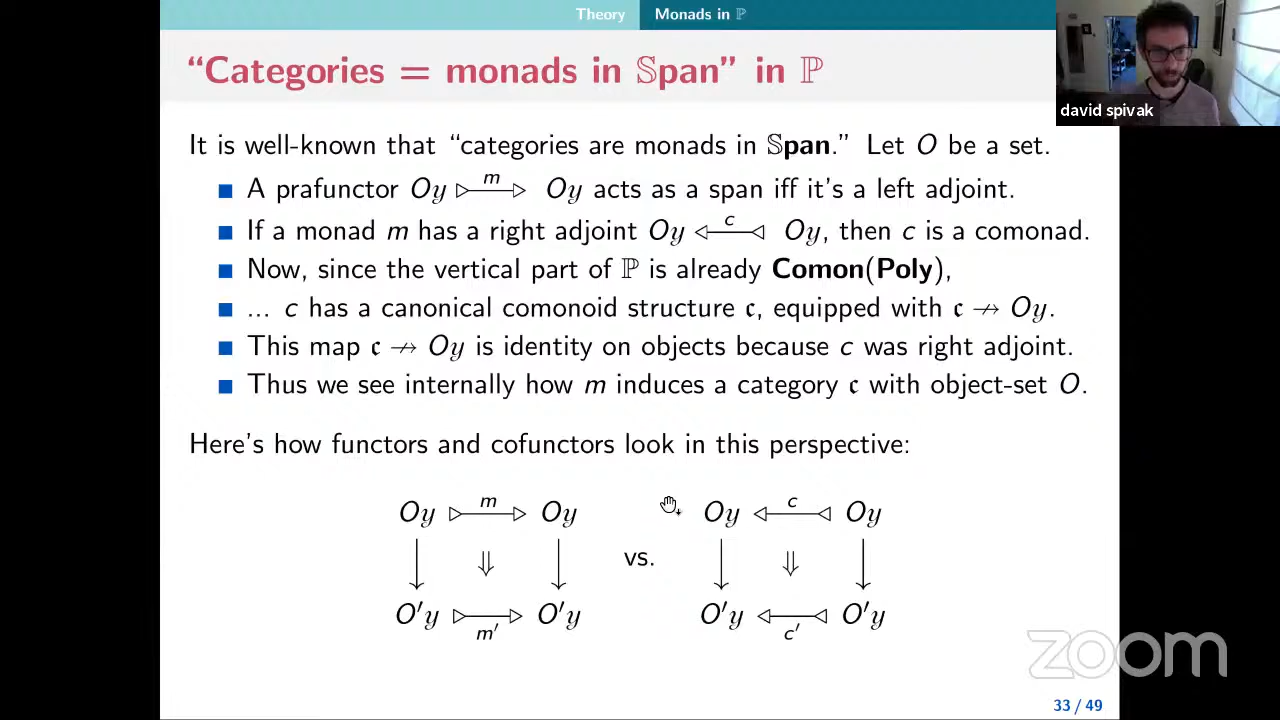 Theory Monads in ℙ
“Categories = monads in 𝕊pan” in ℙ
david spivak
It is well-known that “categories are monads in 𝕊pan.” Let O be a set.
A prafunctor Oy ▷—m—▷ Oy acts as a span iff it’s a left adjoint.
If a monad m has a right adjoint Oy ◁—c—◁ Oy, then c is a comonad.
Now, since the vertical part of ℙ is already Comon(Poly),
... c has a canonical comonoid structure 𝔠, equipped with 𝔠 ↛ Oy.
This map 𝔠 ↛ Oy is identity on objects because c was right adjoint.
Thus we see internally how m induces a category 𝔠 with object-set O.
Here’s how functors and cofunctors look in this perspective:
Oy ▷—m—▷ Oy Oy ◁—c—◁ Oy
↓ ⇓ ↓ vs. ↓ ⇓ ↓
O′y ▷—m′—▷ O′y O′y ◁—c′—◁ O′y
zoom
33 / 49